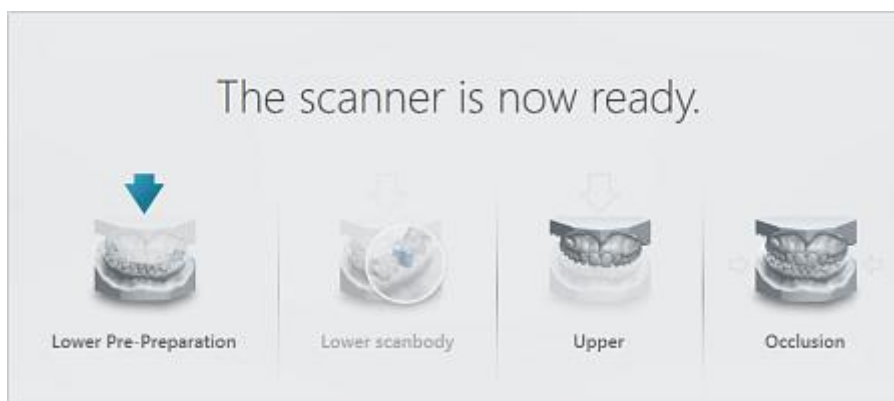 The scanner is now ready.
Lower Pre-Preparation
Lower scanbody
Upper
Occlusion